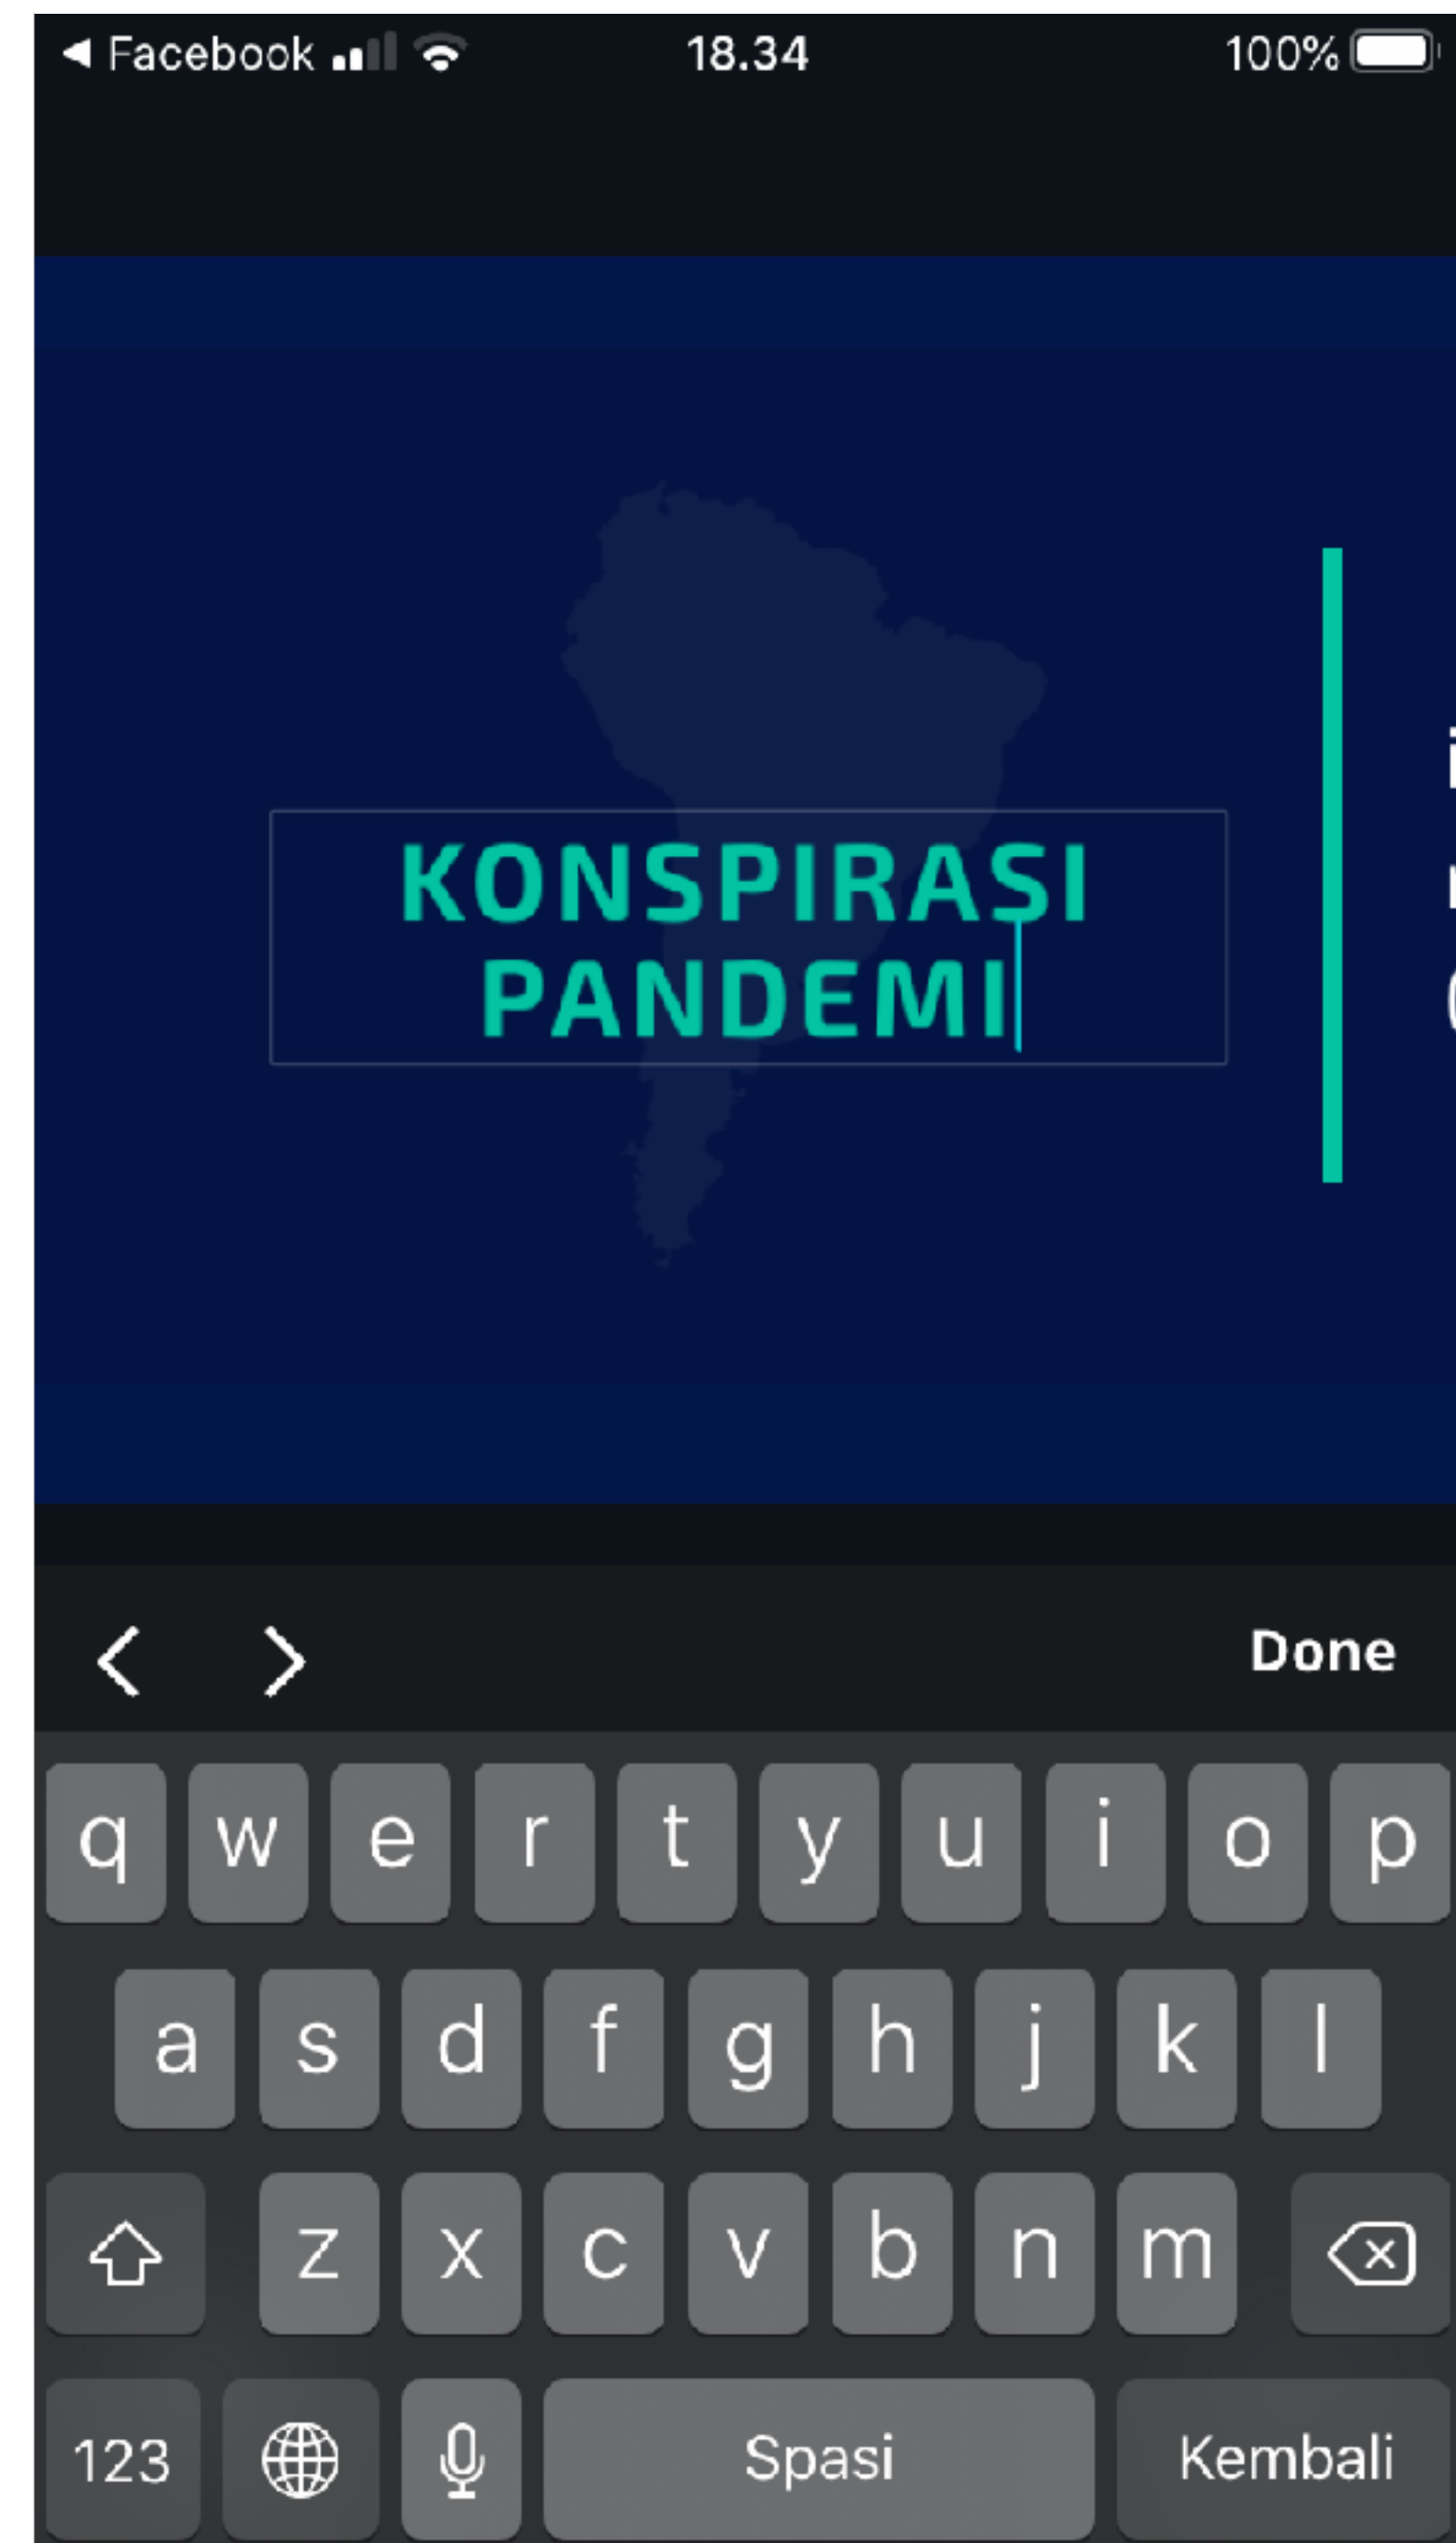 Facebook 18.34 100%
KONSPIRASI
PANDEMI
Done
q w e r t y u i o p
a s d f g h j k l
z x c v b n m
123 Spasi Kembali